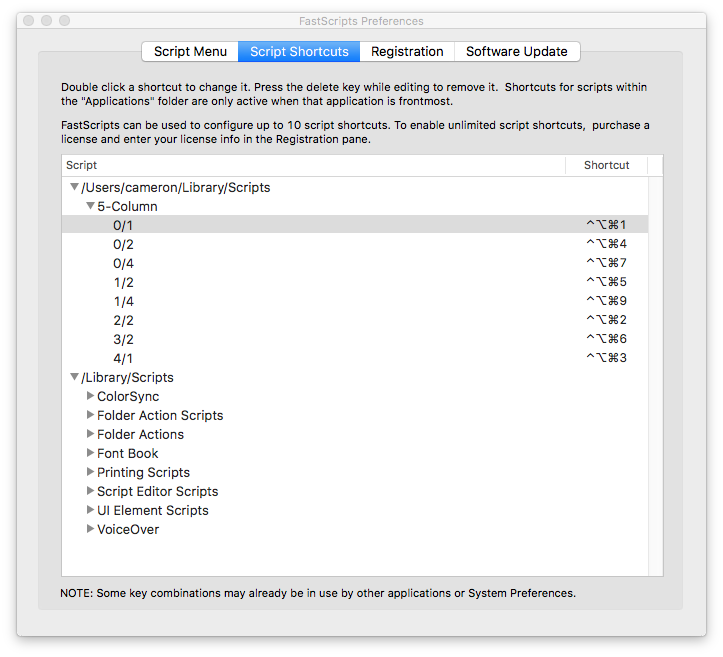 FastScripts Preferences
Script Menu Script Shortcuts Registration Software Update
Double click a shortcut to change it. Press the delete key while editing to remove it.  Shortcuts for scripts within
the "Applications" folder are only active when that application is frontmost.
FastScripts can be used to configure up to 10 script shortcuts. To enable unlimited script shortcuts,  purchase a
license and enter your license info in the Registration pane.
Script Shortcut
/Users/cameron/Library/Scripts
5-Column
0/1 ^⌥⌘1
0/2 ^⌥⌘4
0/4 ^⌥⌘7
1/2 ^⌥⌘5
1/4 ^⌥⌘9
2/2 ^⌥⌘2
3/2 ^⌥⌘6
4/1 ^⌥⌘3
/Library/Scripts
ColorSync
Folder Action Scripts
Folder Actions
Font Book
Printing Scripts
Script Editor Scripts
UI Element Scripts
VoiceOver
NOTE: Some key combinations may already be in use by other applications or System Preferences.